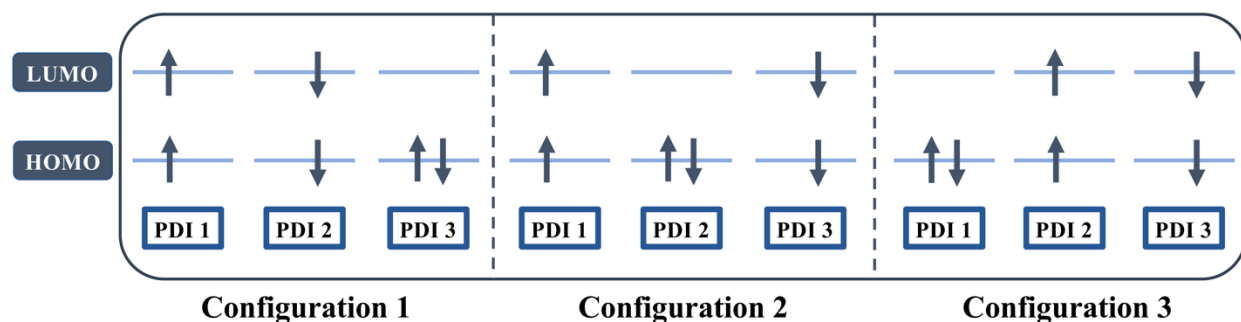 LUMO
HOMO
PDI 1 PDI 2 PDI 3 PDI 1 PDI 2 PDI 3 PDI 1 PDI 2 PDI 3
Configuration 1 Configuration 2 Configuration 3